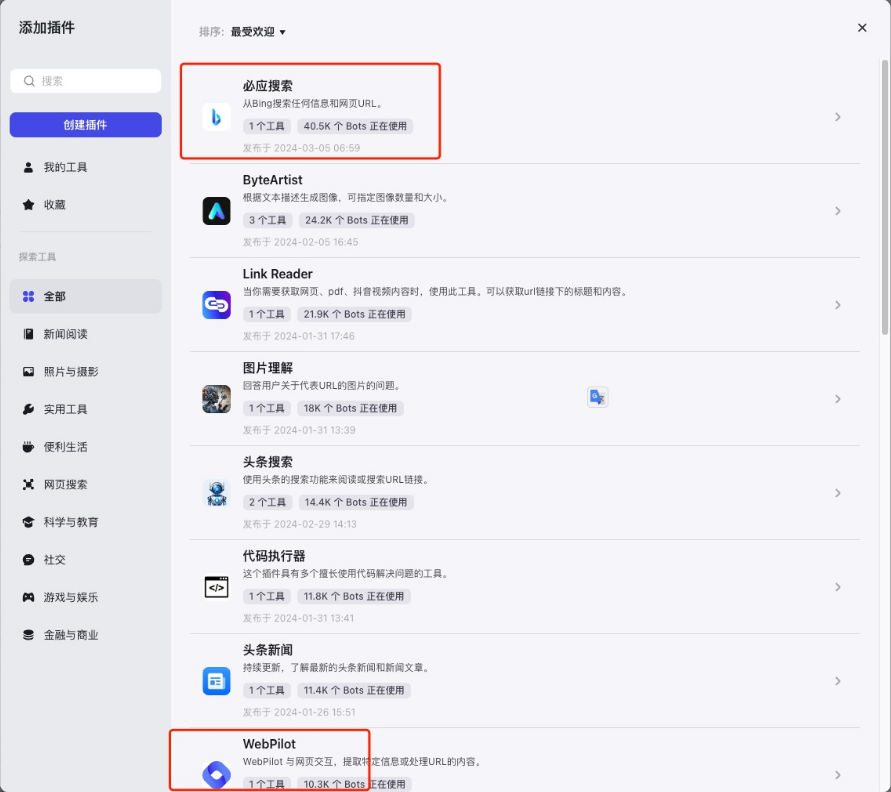 添加插件
搜索
创建插件
我的工具
收藏
探索工具
全部
新闻阅读
照片与摄影
实用工具
便利生活
网页搜索
科学与教育
社交
游戏与娱乐
金融与商业
排序: 最受欢迎
必应搜索
从Bing搜索任何信息和网页URL。
1 个工具 40.5K 个 Bots 正在使用
发布于 2024-03-05 06:59
ByteArtist
根据文本描述生成图像，可指定图像数量和大小。
3 个工具 24.2K 个 Bots 正在使用
发布于 2024-02-05 16:45
Link Reader
当你需要获取网页、pdf、抖音视频内容时，使用此工具。可以获取url链接下的标题和内容。
1 个工具 21.9K 个 Bots 正在使用
发布于 2024-01-31 17:46
图片理解
回答用户关于代表URL的图片的问题。
1 个工具 18K 个 Bots 正在使用
发布于 2024-01-31 13:39
头条搜索
使用头条的搜索功能来阅读或搜索URL链接。
2 个工具 14.4K 个 Bots 正在使用
发布于 2024-02-29 14:13
代码执行器
这个插件具有多个擅长使用代码解决问题的工具。
1 个工具 11.8K 个 Bots 正在使用
发布于 2024-01-31 13:41
头条新闻
持续更新，了解最新的头条新闻和新闻文章。
1 个工具 11.4K 个 Bots 正在使用
发布于 2024-01-26 15:51
WebPilot
WebPilot 与网页交互，提取特定信息或处理URL的内容。
1 个工具 10.3K 个 Bots 正在使用